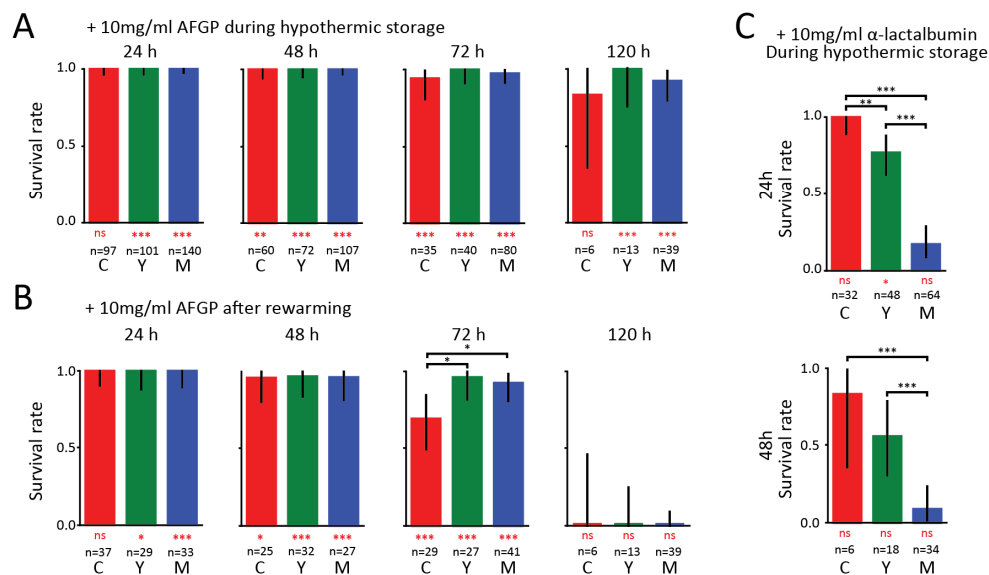 A
+ 10mg/ml AFGP during hypothermic storage
24 h 48 h 72 h 120 h
Survival rate
1.0
0.5
0.0
ns *** *** ** *** *** *** *** *** ns *** ***
n=97 n=101 n=140 n=60 n=72 n=107 n=35 n=40 n=80 n=6 n=13 n=39
C Y M C Y M C Y M C Y M
B
+ 10mg/ml AFGP after rewarming
24 h 48 h 72 h 120 h
Survival rate
1.0
0.5
0.0
*
*
ns * *** * *** *** *** *** *** ns ns ns
n=37 n=29 n=33 n=25 n=32 n=27 n=29 n=27 n=41 n=6 n=13 n=39
C Y M C Y M C Y M C Y M
C
+ 10mg/ml α-lactalbumin
During hypothermic storage
24h
Survival rate
***
**
***
1.0
0.5
0.0
ns * ns
n=32 n=48 n=64
C Y M
48h
Survival rate
***
***
1.0
0.5
0.0
ns ns ns
n=6 n=18 n=34
C Y M